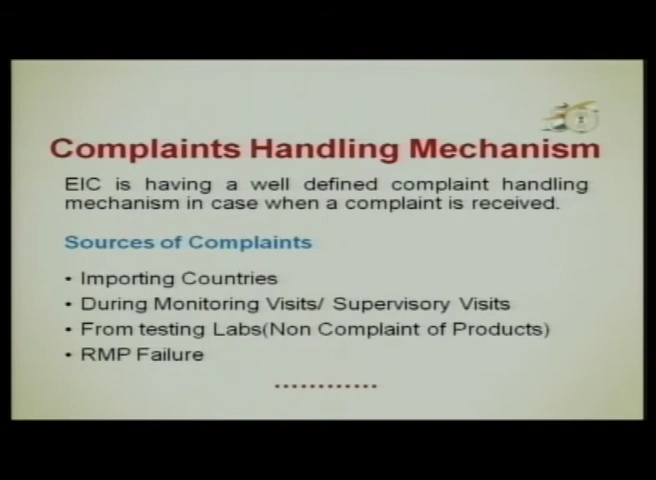 Complaints Handling Mechanism
EIC is having a well defined complaint handling
mechanism in case when a complaint is received.
Sources of Complaints
• Importing Countries
• During Monitoring Visits/ Supervisory Visits
• From testing Labs(Non Complaint of Products)
• RMP Failure
............